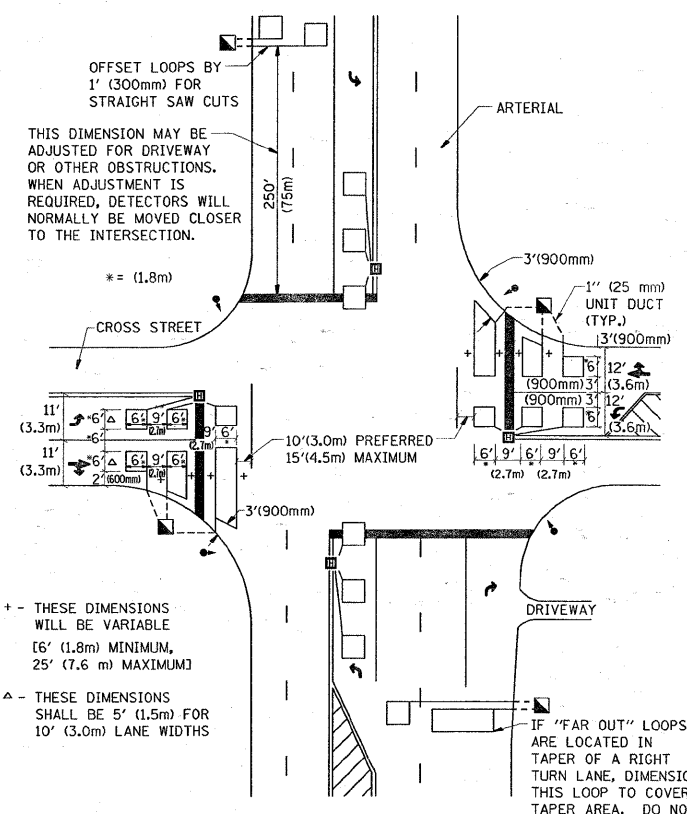 OFFSET LOOPS BY
1' (300mm) FOR
STRAIGHT SAW CUTS
ARTERIAL
THIS DIMENSION MAY BE
ADJUSTED FOR DRIVEWAY
OR OTHER OBSTRUCTIONS.
WHEN ADJUSTMENT IS
REQUIRED, DETECTORS WILL
NORMALLY BE MOVED CLOSER
TO THE INTERSECTION.
250'
(75m)
* = (1.8m)
H
3'(900mm)
1" (25 mm)
UNIT DUCT
(TYP.)
CROSS STREET
3'(900mm)
+ + +
*6'
12'
(3.6m)
(900mm) 3'
(900mm) 3'
12'
(3.6m)
*6'
H
6' 9' 6' 9' 6'
* * *
(2.7m) (2.7m)
H
11'
(3.3m)
*6' △ 6' 9' 6'
(2.7m)
*6'
9' 6'
(2.7m) *
11'
(3.3m)
*6' △ 6' 9' 6'
(2.7m)
2' (600mm)
+ + +
10'(3.0m) PREFERRED
15'(4.5m) MAXIMUM
3'(900mm)
H
DRIVEWAY
+ - THESE DIMENSIONS
WILL BE VARIABLE
[6' (1.8m) MINIMUM,
25' (7.6 m) MAXIMUM]
△ - THESE DIMENSIONS
SHALL BE 5' (1.5m) FOR
10' (3.0m) LANE WIDTHS
IF "FAR OUT" LOOPS
ARE LOCATED IN
TAPER OF A RIGHT
TURN LANE, DIMENSIO
THIS LOOP TO COVER
TAPER AREA. DO NO